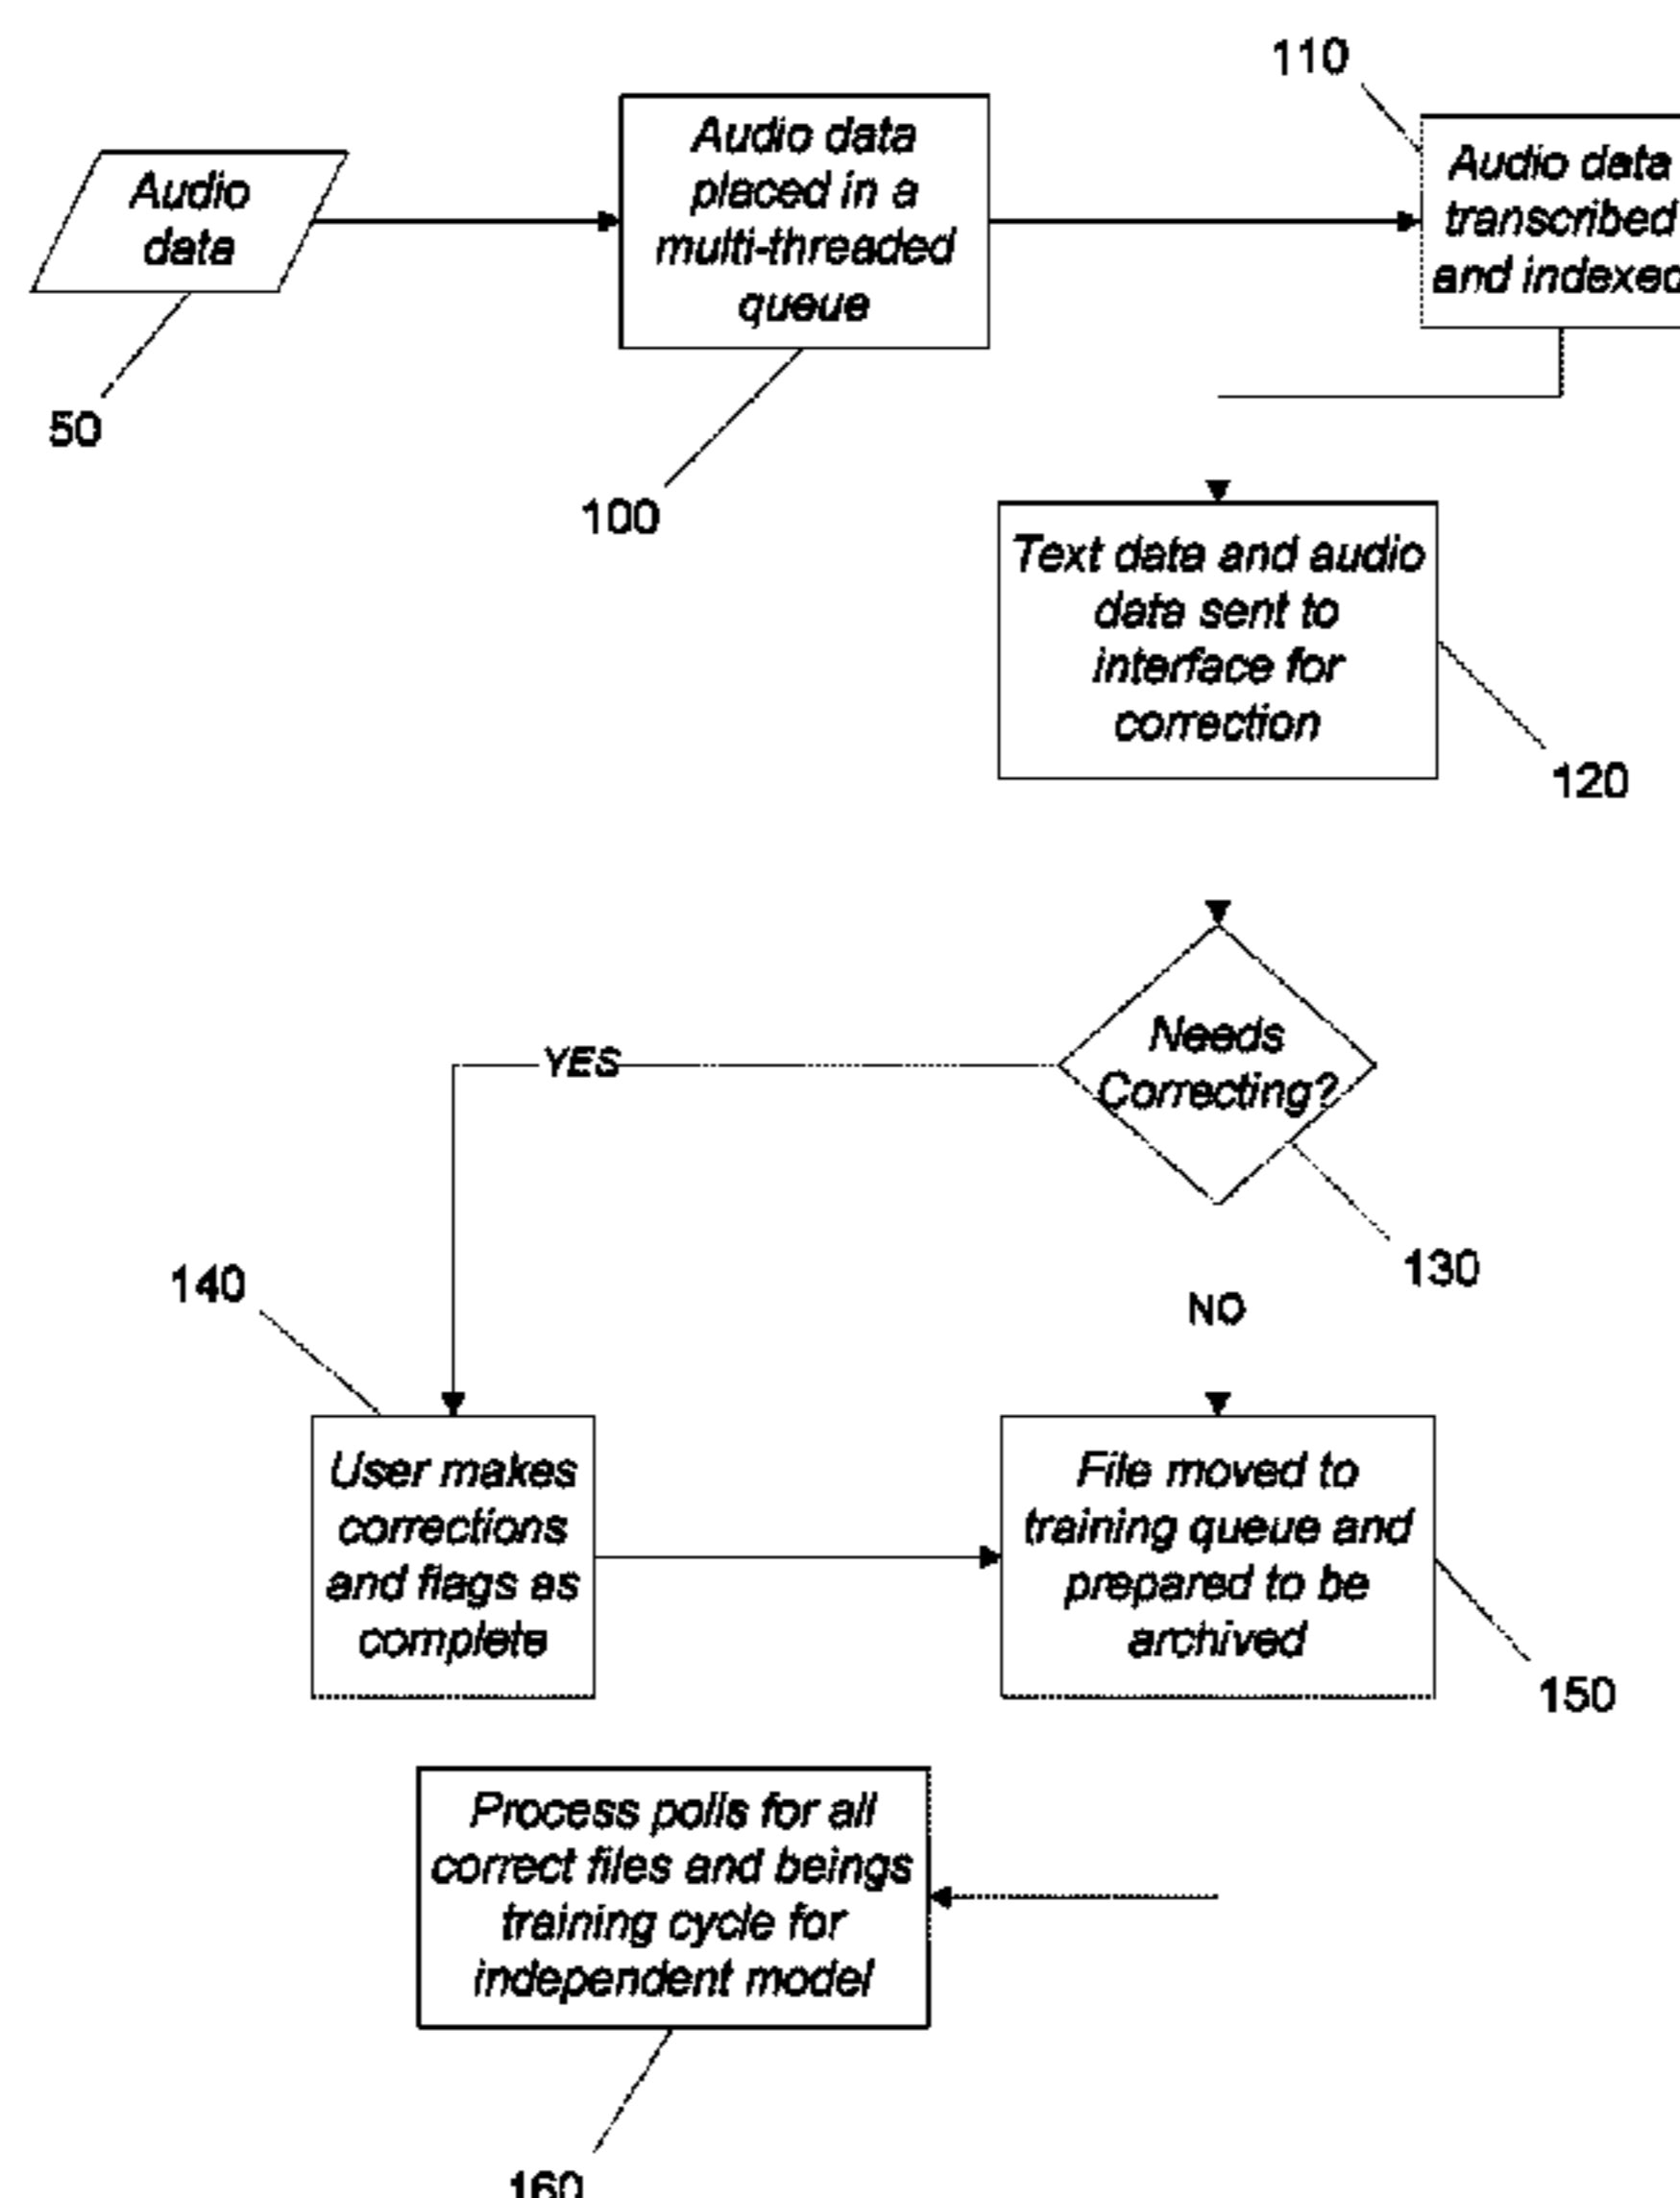 110
Audio
data
Audio data
placed in a
multi-threaded
queue
Audio data
transcribed
and indexed
50
100
Text data and audio
data sent to
interface for
correction
120
Needs
Correcting?
YES
130
NO
140
User makes
corrections
and flags as
complete
File moved to
training queue and
prepared to be
archived
150
Process polls for all
correct files and beings
training cycle for
independent model
160